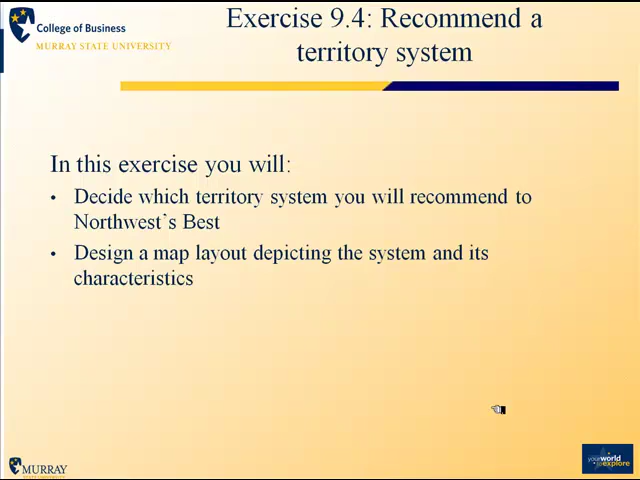 College of Business
MURRAY STATE UNIVERSITY
Exercise 9.4: Recommend a
territory system
In this exercise you will:
• Decide which territory system you will recommend to
Northwest's Best
• Design a map layout depicting the system and its
characteristics
MURRAY
your world
to explore